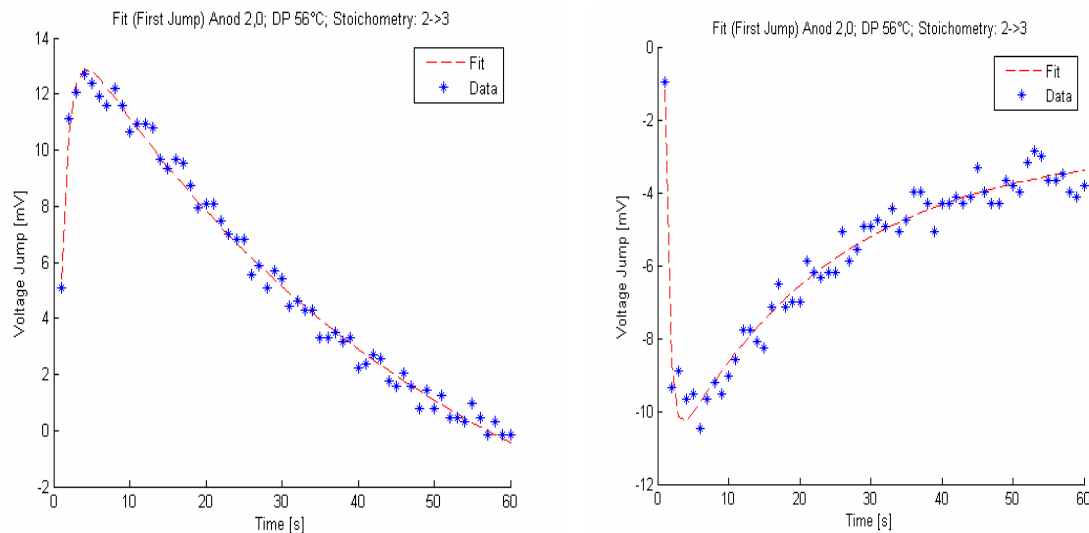 Fit (First Jump) Anod 2,0; DP 56°C; Stoichometry: 2->3
14
12
10
8
6
4
2
0
-2
Voltage Jump [mV]
Fit
Data
0 10 20 30 40 50 60
Time [s]
Fit (First Jump) Anod 2,0; DP 56°C; Stoichometry: 2->3
0
-2
-4
-6
-8
-10
-12
Voltage Jump [mV]
Fit
Data
0 10 20 30 40 50 60
Time [s]